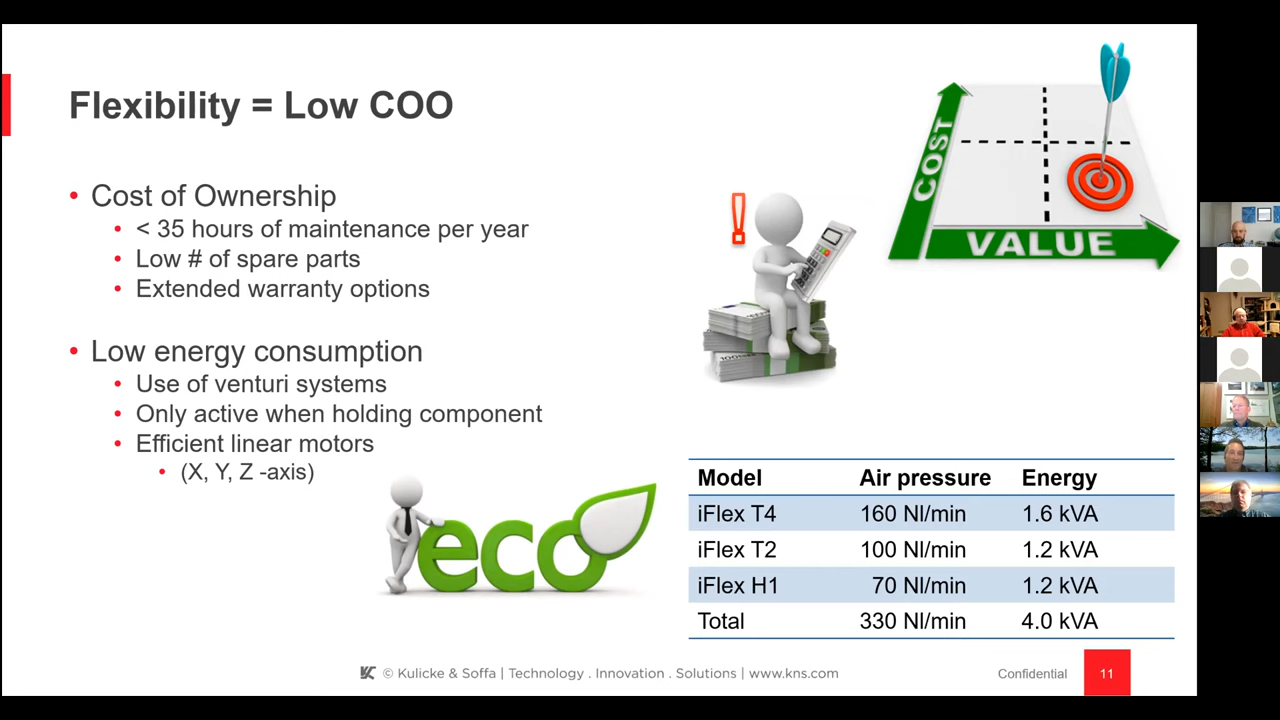 Flexibility = Low COO
• Cost of Ownership
• < 35 hours of maintenance per year
• Low # of spare parts
• Extended warranty options
• Low energy consumption
• Use of venturi systems
• Only active when holding component
• Efficient linear motors
• (X, Y, Z -axis)
COST
VALUE
!
eco
Model Air pressure Energy
iFlex T4 160 Nl/min 1.6 kVA
iFlex T2 100 Nl/min 1.2 kVA
iFlex H1 70 Nl/min 1.2 kVA
Total 330 Nl/min 4.0 kVA
© Kulicke & Soffa | Technology . Innovation . Solutions | www.kns.com
Confidential 11